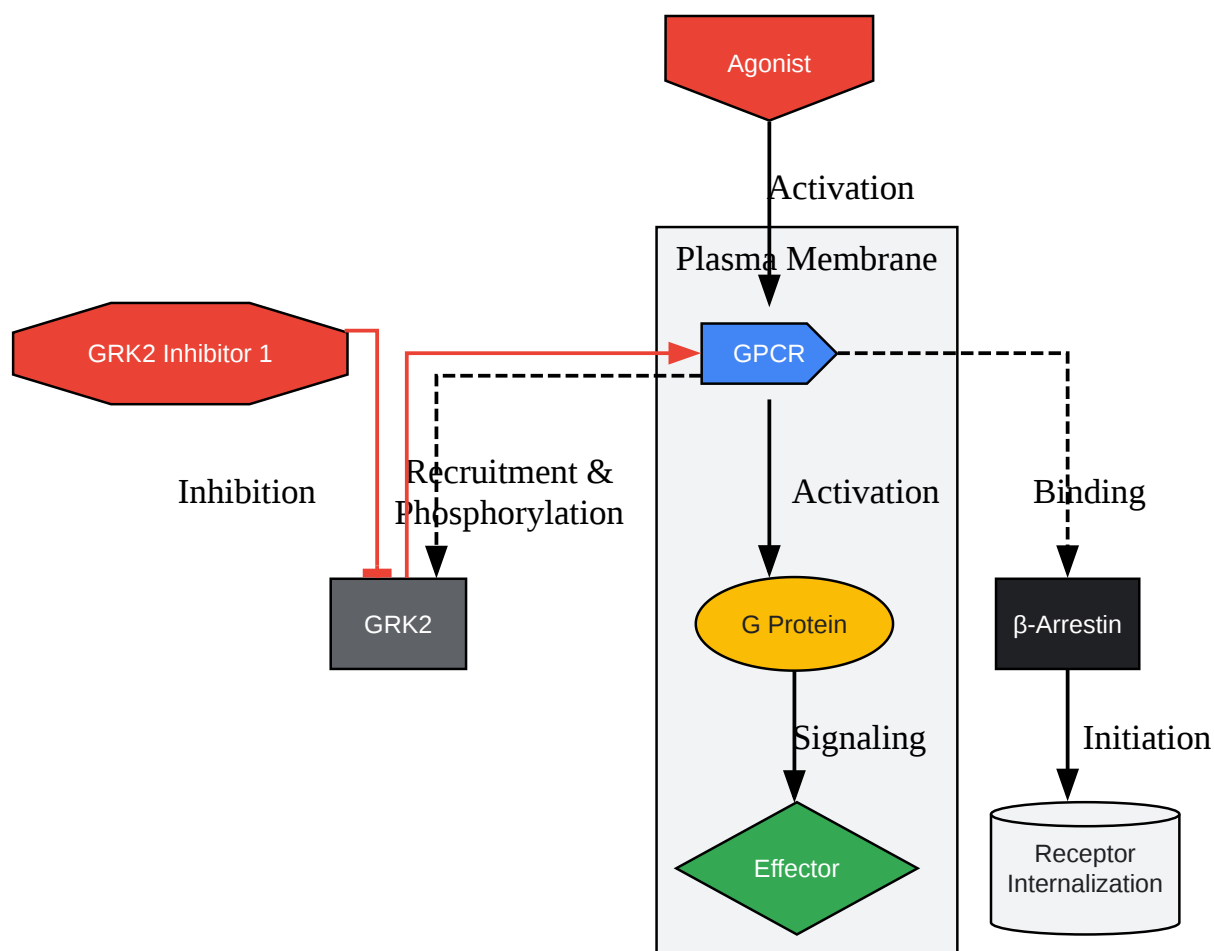 Agonist
Activation
Plasma Membrane
GRK2 Inhibitor 1
GPCR
Inhibition
Recruitment &
Phosphorylation
Activation
Binding
GRK2
G Protein
β-Arrestin
Signaling
Initiation
Effector
Receptor
Internalization